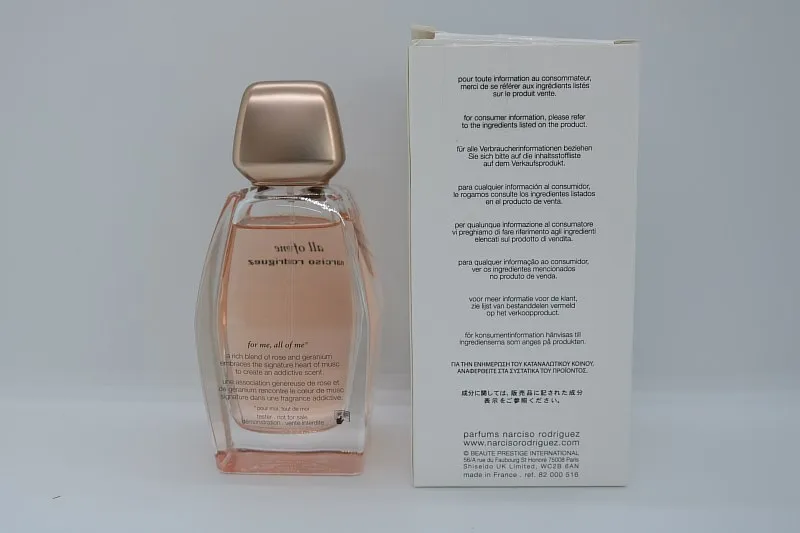 all of me
narciso rodriguez
for me, all of me*
a rich blend of rose and geranium
embraces the signature heart of musc
to create an addictive scent.
une association généreuse de rose et
de géranium rencontre le cœur de musc
signature dans une fragrance addictive.
*pour moi, tout de moi
tester . not for sale
démonstration . vente interdite
pour toute information au consommateur,
merci de se référer aux ingrédients listés
sur le produit vente.
for consumer information, please refer
to the ingredients listed on the product.
für alle Verbraucherinformationen beziehen
Sie sich bitte auf die Inhaltsstoffliste
auf dem Verkaufsprodukt.
para cualquier información al consumidor,
le rogamos consulte los ingredientes listados
en el producto de venta.
per qualunque informazione al consumatore
vi preghiamo di fare riferimento agli ingredienti
elencati sul prodotto di vendita.
para qualquer informação ao consumidor,
ver os ingredientes mencionados
no produto de venda.
voor meer informatie voor de klant,
zie lijst van bestanddelen vermeld
op het verkoopproduct.
för konsumentinformation hänvisas till
ingredienserna som anges på produkten.
ΓΙΑ ΤΗΝ ΕΝΗΜΕΡΩΣΗ ΤΟΥ ΚΑΤΑΝΑΛΩΤΙΚΟΥ ΚΟΙΝΟΥ,
ΑΝΑΦΕΡΕΙΤΕ ΣΤΑ ΣΥΣΤΑΤΙΚΑ ΤΟΥ ΠΡΟΪΟΝΤΟΣ.
成分に関しては、販売品に記された成分
表示をご参照ください。
parfums narciso rodriguez
www.narcisorodriguez.com
© BEAUTE PRESTIGE INTERNATIONAL
56/A rue du Faubourg St Honoré 75008 Paris
Shiseido UK Limited, WC2B 6AN
made in France . réf. 82 000 516